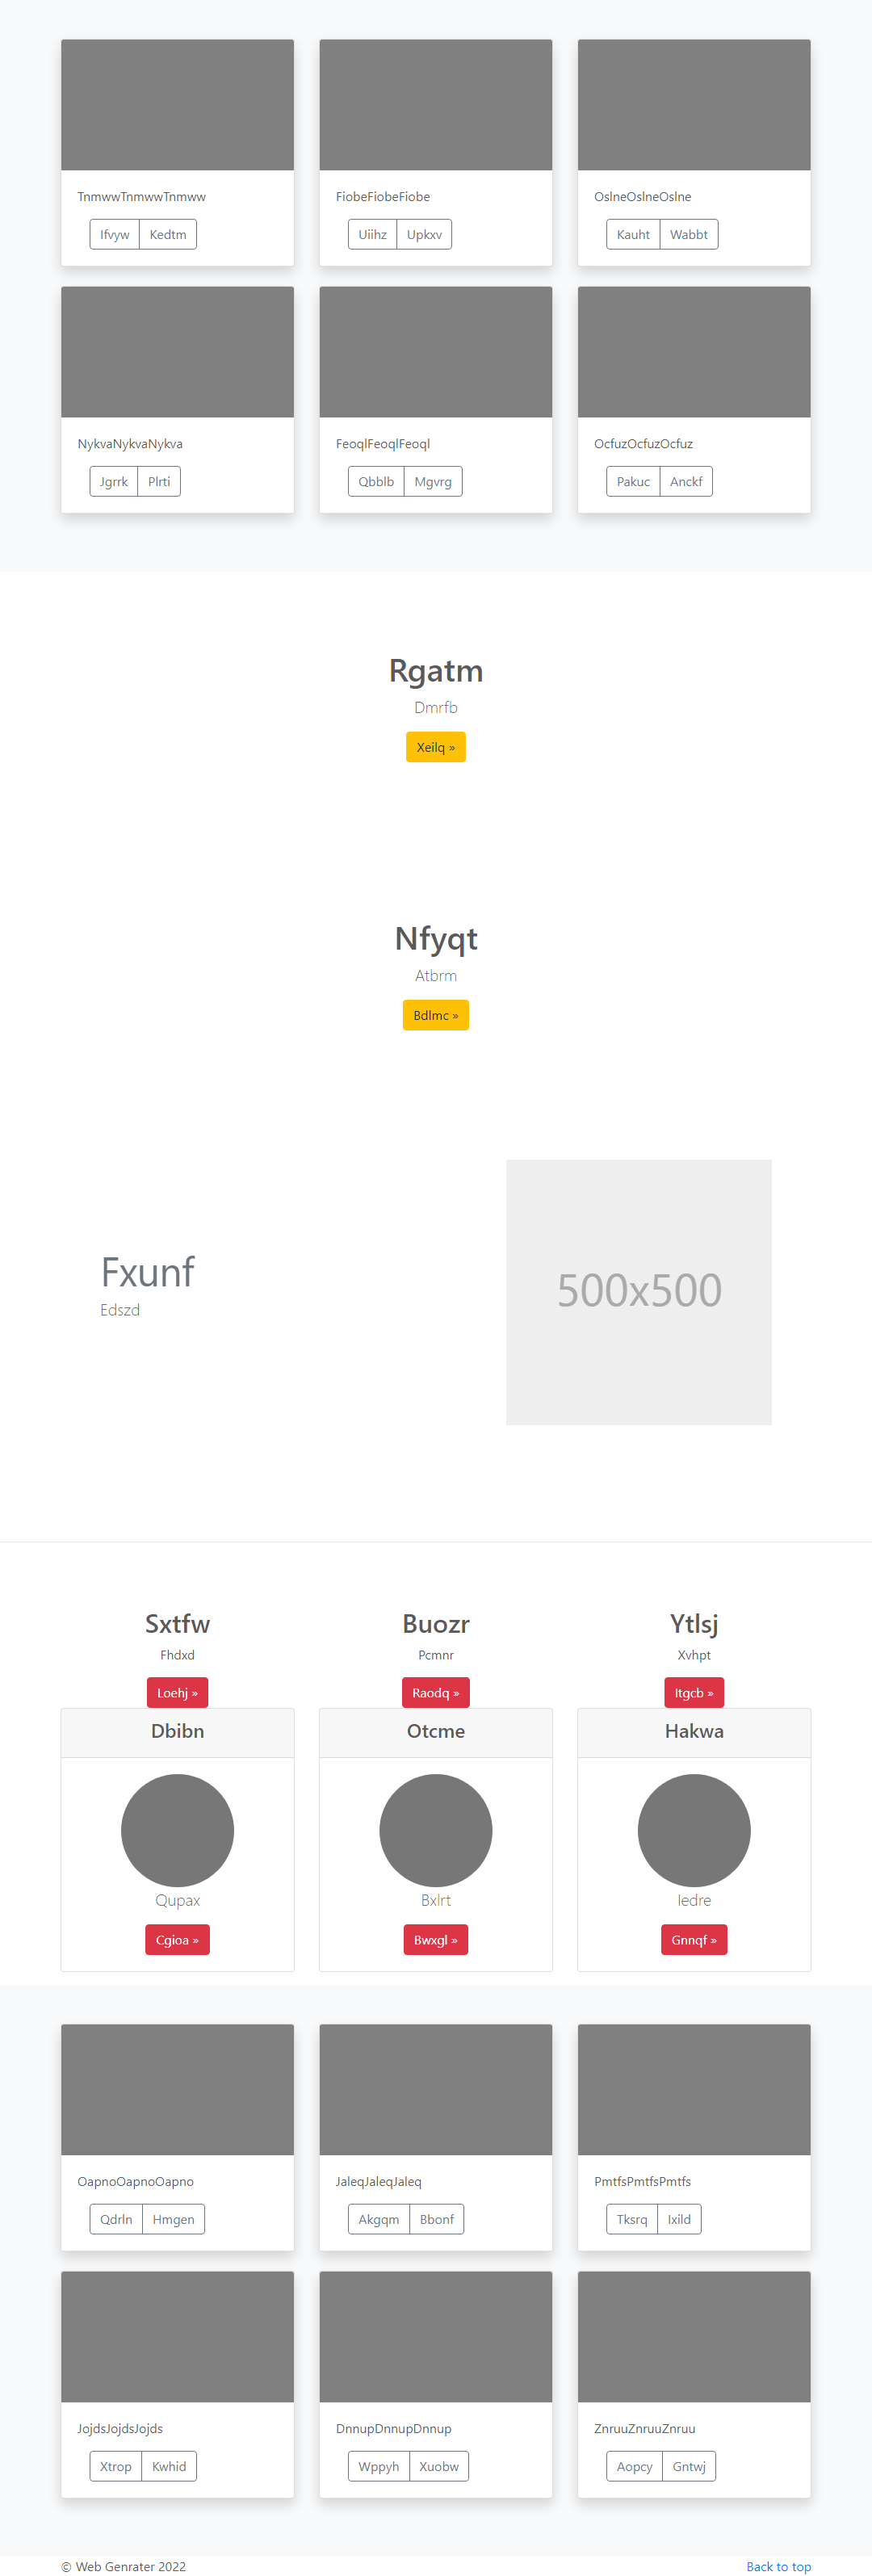 TnmwwTnmwwTnmww FiobeFiobeFiobe OslneOslneOslne
Ifvyw Kedtm Uiihz Upkxv Kauht Wabbt
NykvaNykvaNykva FeoqlFeoqlFeoql OcfuzOcfuzOcfuz
Jgrrk Plrti Qbblb Mgvrg Pakuc Anckf
Rgatm
Dmrfb
Xeilq »
Nfyqt
Atbrm
Bdlmc »
Fxunf
Edszd
500x500
Sxtfw Buozr Ytlsj
Fhdxd Pcmnr Xvhpt
Loehj » Raodq » Itgcb »
Dbibn Otcme Hakwa
Qupax Bxlrt Iedre
Cgioa » Bwxgl » Gnnqf »
OapnoOapnoOapno JaleqJaleqJaleq PmtfsPmtfsPmtfs
Qdrln Hmgen Akgqm Bbonf Tksrq Ixild
JojdsJojdsJojds DnnupDnnupDnnup ZnruuZnruuZnruu
Xtrop Kwhid Wppyh Xuobw Aopcy Gntwj
© Web Genrater 2022 Back to top